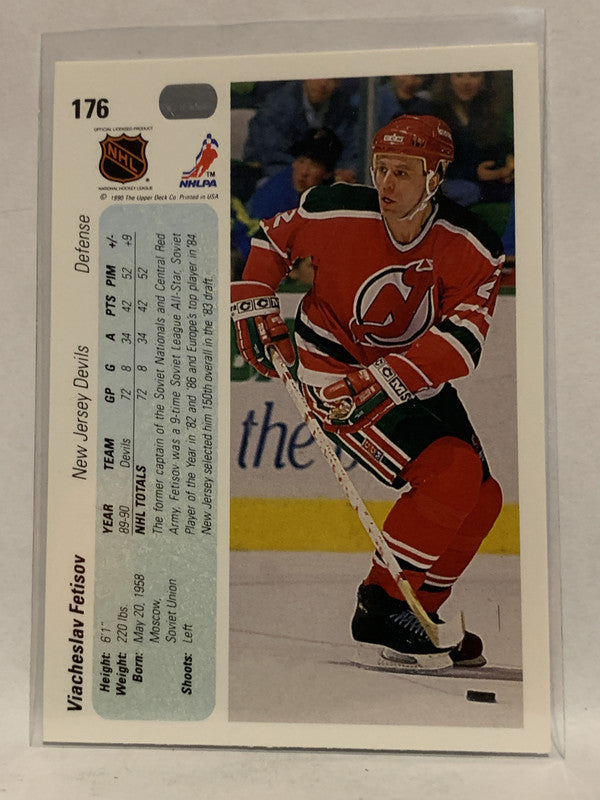 176
OFFICIAL LICENSED PRODUCT
NHL
NATIONAL HOCKEY LEAGUE
NHLPA
TM
© 1990 The Upper Deck Co. Printed in USA
Viacheslav Fetisov New Jersey Devils Defense
Height: 6'1"
Weight: 220 lbs.
Born: May 20, 1958
Moscow,
Soviet Union
Shoots: Left
YEAR TEAM GP G A PTS PIM +/-
89-90 Devils 72 8 34 42 52 +9
NHL TOTALS 72 8 34 42 52
The former captain of the Soviet Nationals and Central Red
Army, Fetisov was a 9-time Soviet League All-Star, Soviet
Player of the Year in '82 and '86 and Europe's top player in '84.
New Jersey selected him 150th overall in the '83 draft.
2
CCM
CCM
the